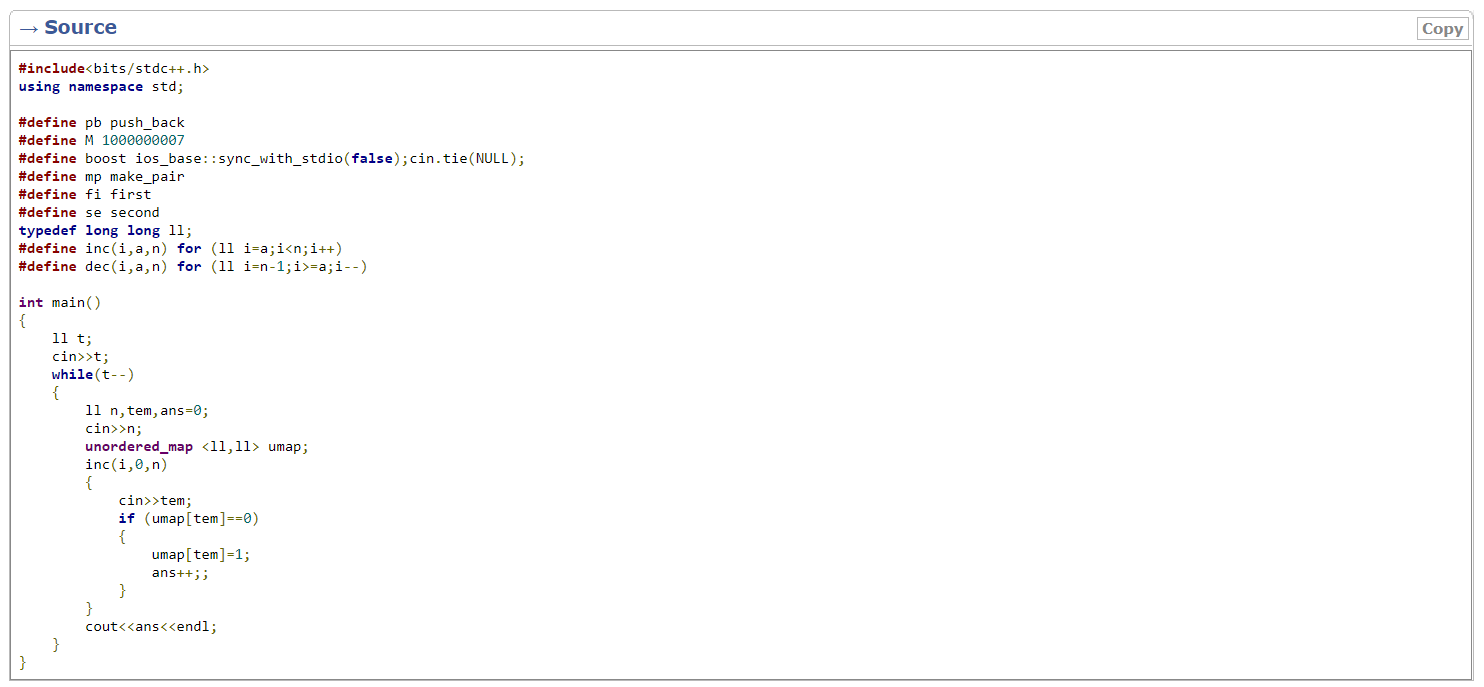 → Source
Copy
#include<bits/stdc++.h>
using namespace std;

#define pb push_back
#define M 1000000007
#define boost ios_base::sync_with_stdio(false);cin.tie(NULL);
#define mp make_pair
#define fi first
#define se second
typedef long long ll;
#define inc(i,a,n) for (ll i=a;i<n;i++)
#define dec(i,a,n) for (ll i=n-1;i>=a;i--)

int main()
{
    ll t;
    cin>>t;
    while(t--)
    {
        ll n,tem,ans=0;
        cin>>n;
        unordered_map <ll,ll> umap;
        inc(i,0,n)
        {
            cin>>tem;
            if (umap[tem]==0)
            {
                umap[tem]=1;
                ans++;;
            }
        }
        cout<<ans<<endl;
    }
}